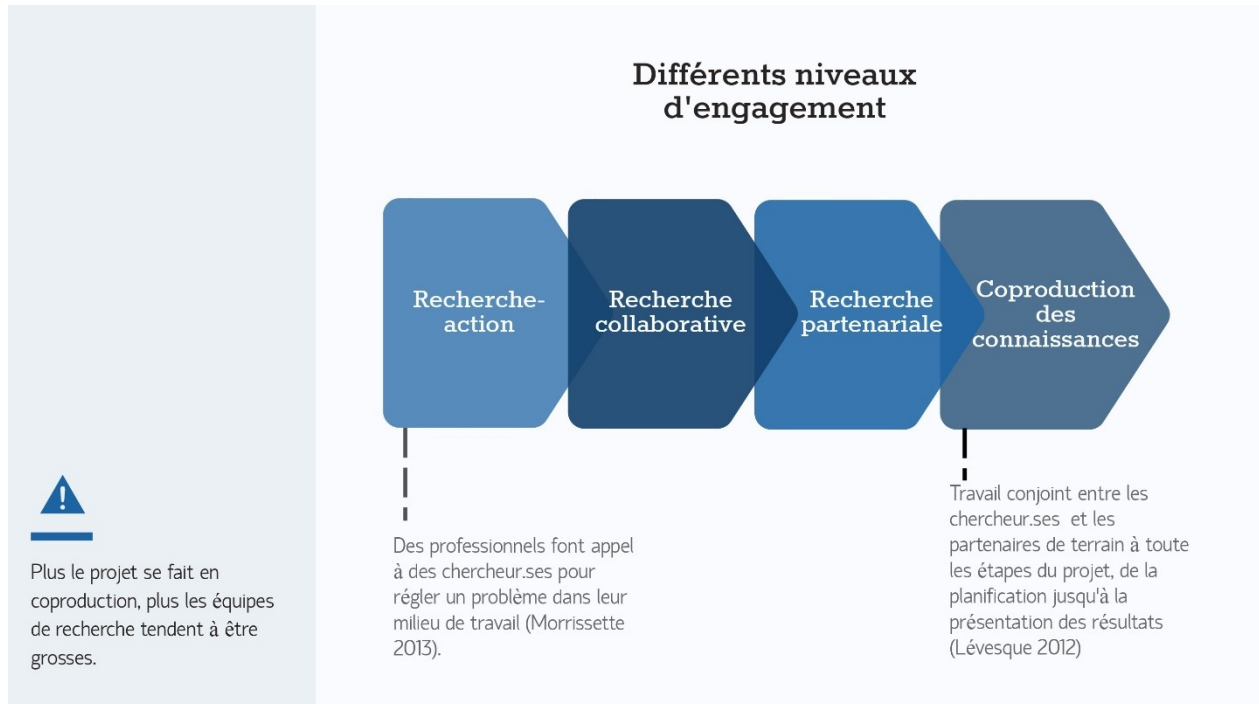 Différents niveaux
d'engagement
Recherche-
action
Recherche
collaborative
Recherche
partenariale
Coproduction
des
connaissances
Des professionnels font appel
à des chercheur.ses pour
régler un problème dans leur
milieu de travail (Morrissette
2013).
Travail conjoint entre les
chercheur.ses et les
partenaires de terrain à toute
les étapes du projet, de la
planification jusqu'à la
présentation des résultats
(Lévesque 2012)
!
Plus le projet se fait en
coproduction, plus les équipes
de recherche tendent à être
grosses.